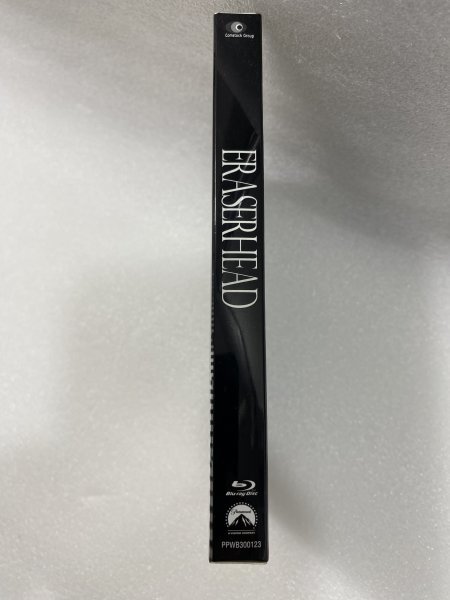 Comstock Group
ERASERHEAD
Blu-ray Disc
Paramount
PPWB300123